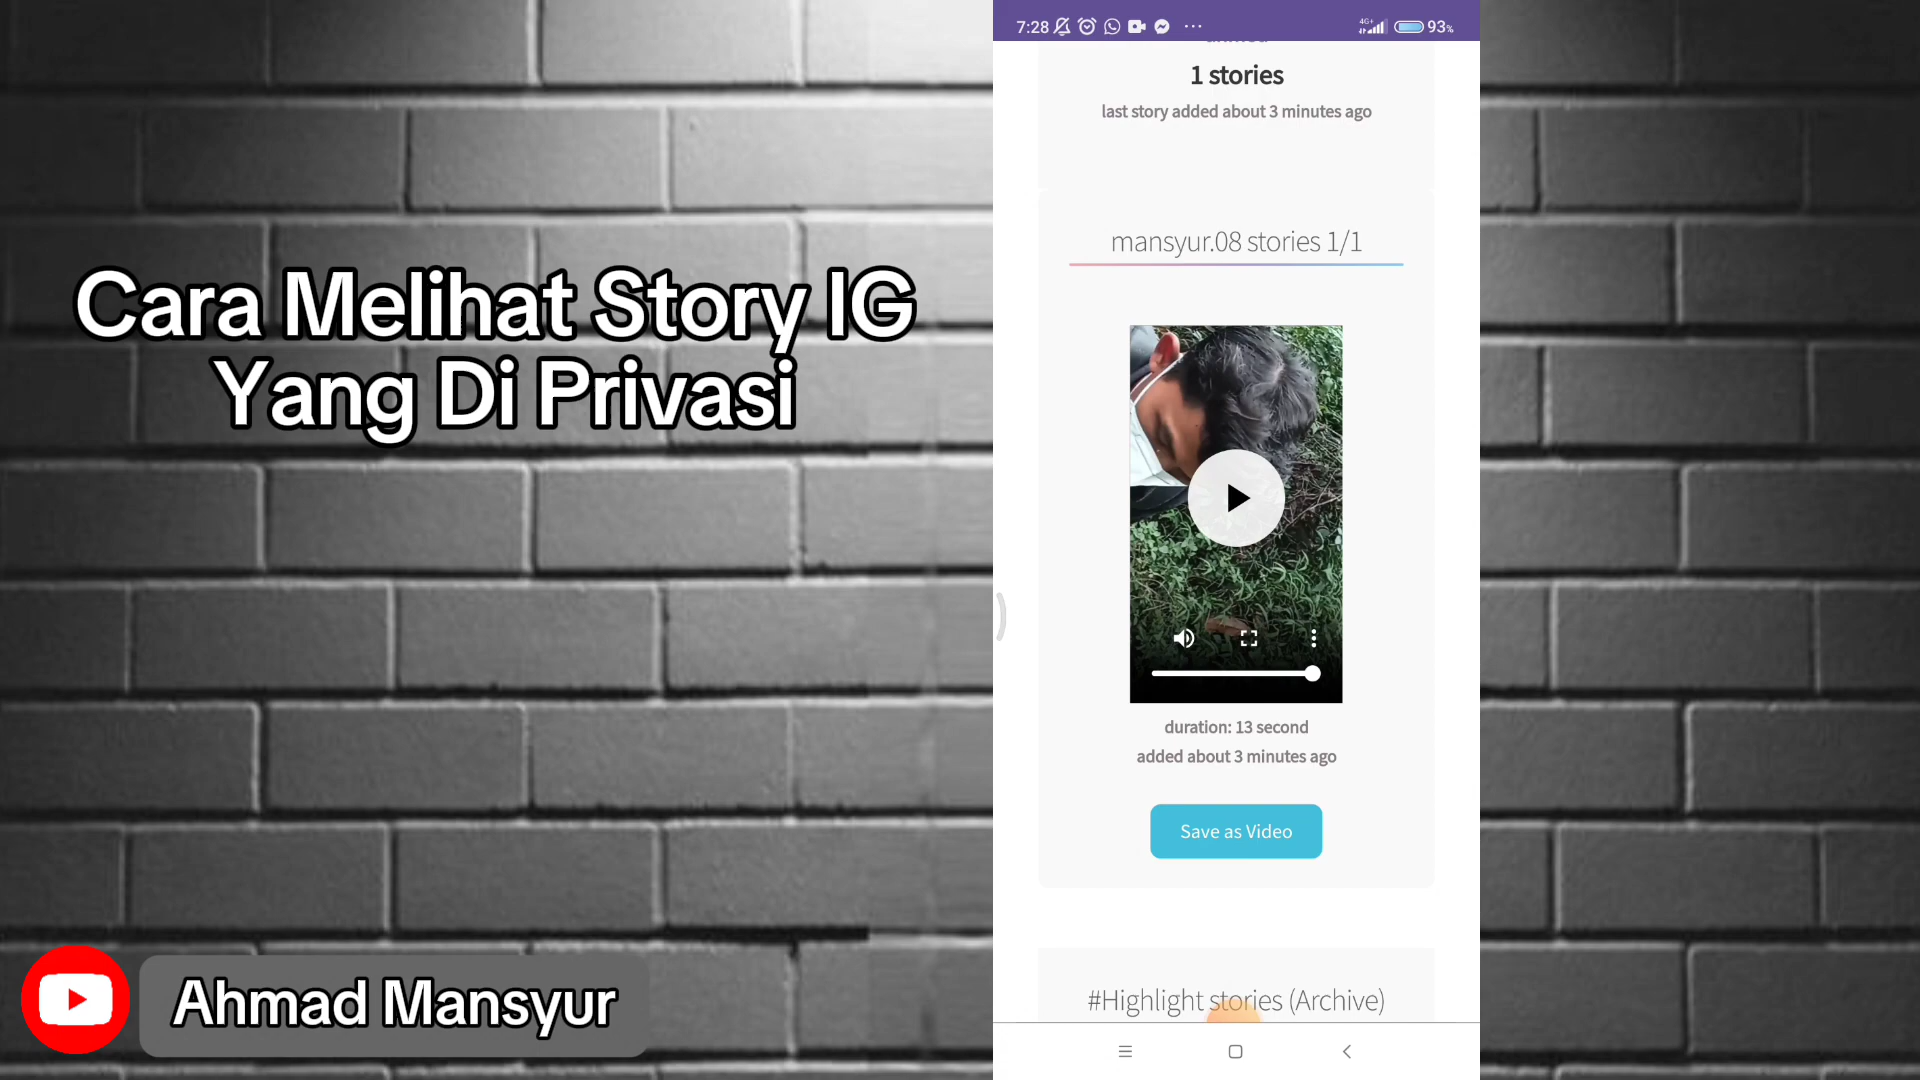 Cara Melihat Story IG
Yang Di Privasi
Ahmad Mansyur
7:28
4G+
93%
1 stories
last story added about 3 minutes ago
mansyur.08 stories 1/1
duration: 13 second
added about 3 minutes ago
Save as Video
#Highlight stories (Archive)